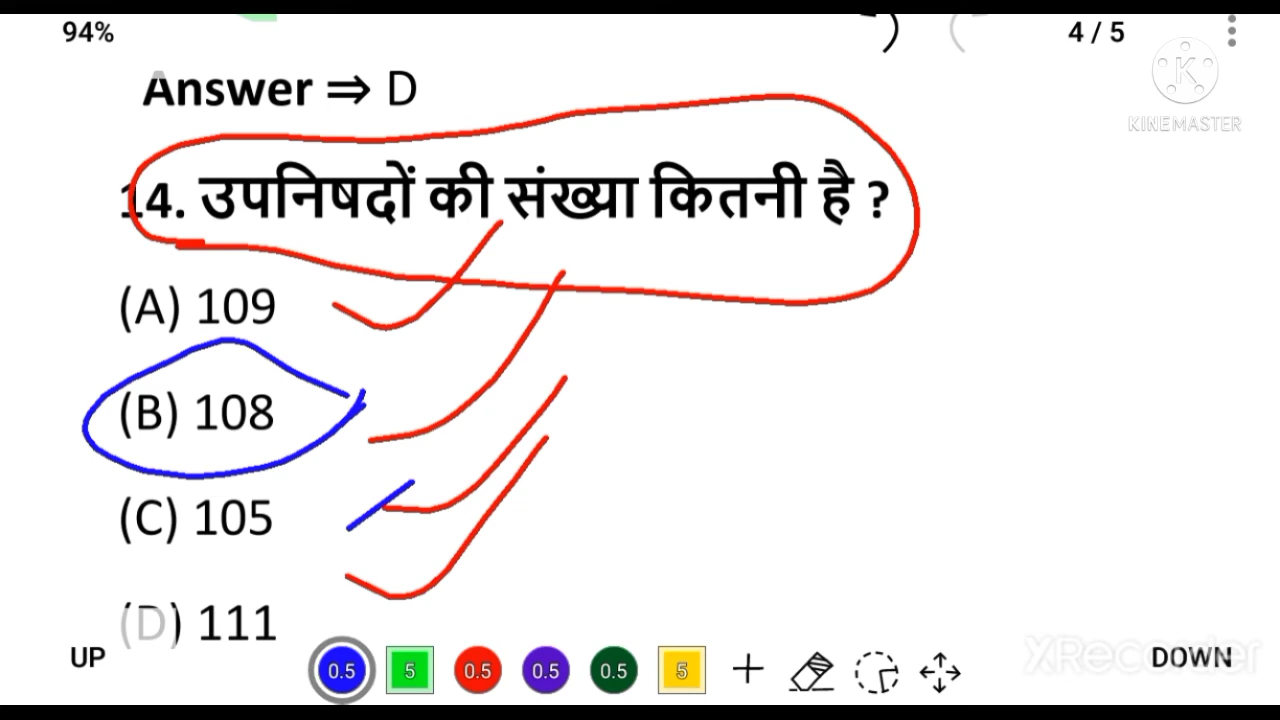 94%
4 / 5
KINEMASTER
Answer ⇒ D
14. उपनिषदों की संख्या कितनी है ?
(A) 109
(B) 108
(C) 105
(D) 111
UP
0.5 5 0.5 0.5 0.5 5
XRecorder
DOWN